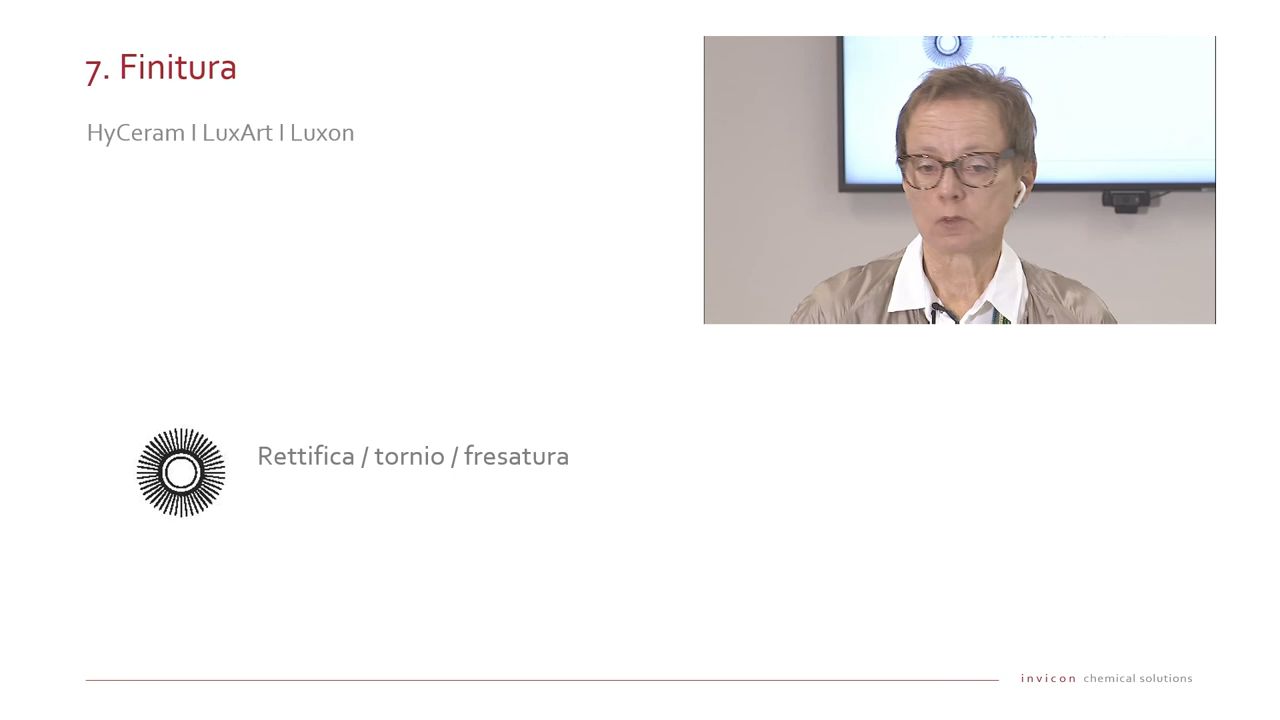 7. Finitura
HyCeram I LuxArt I Luxon
Rettifica / tornio / fresatura
invicon chemical solutions